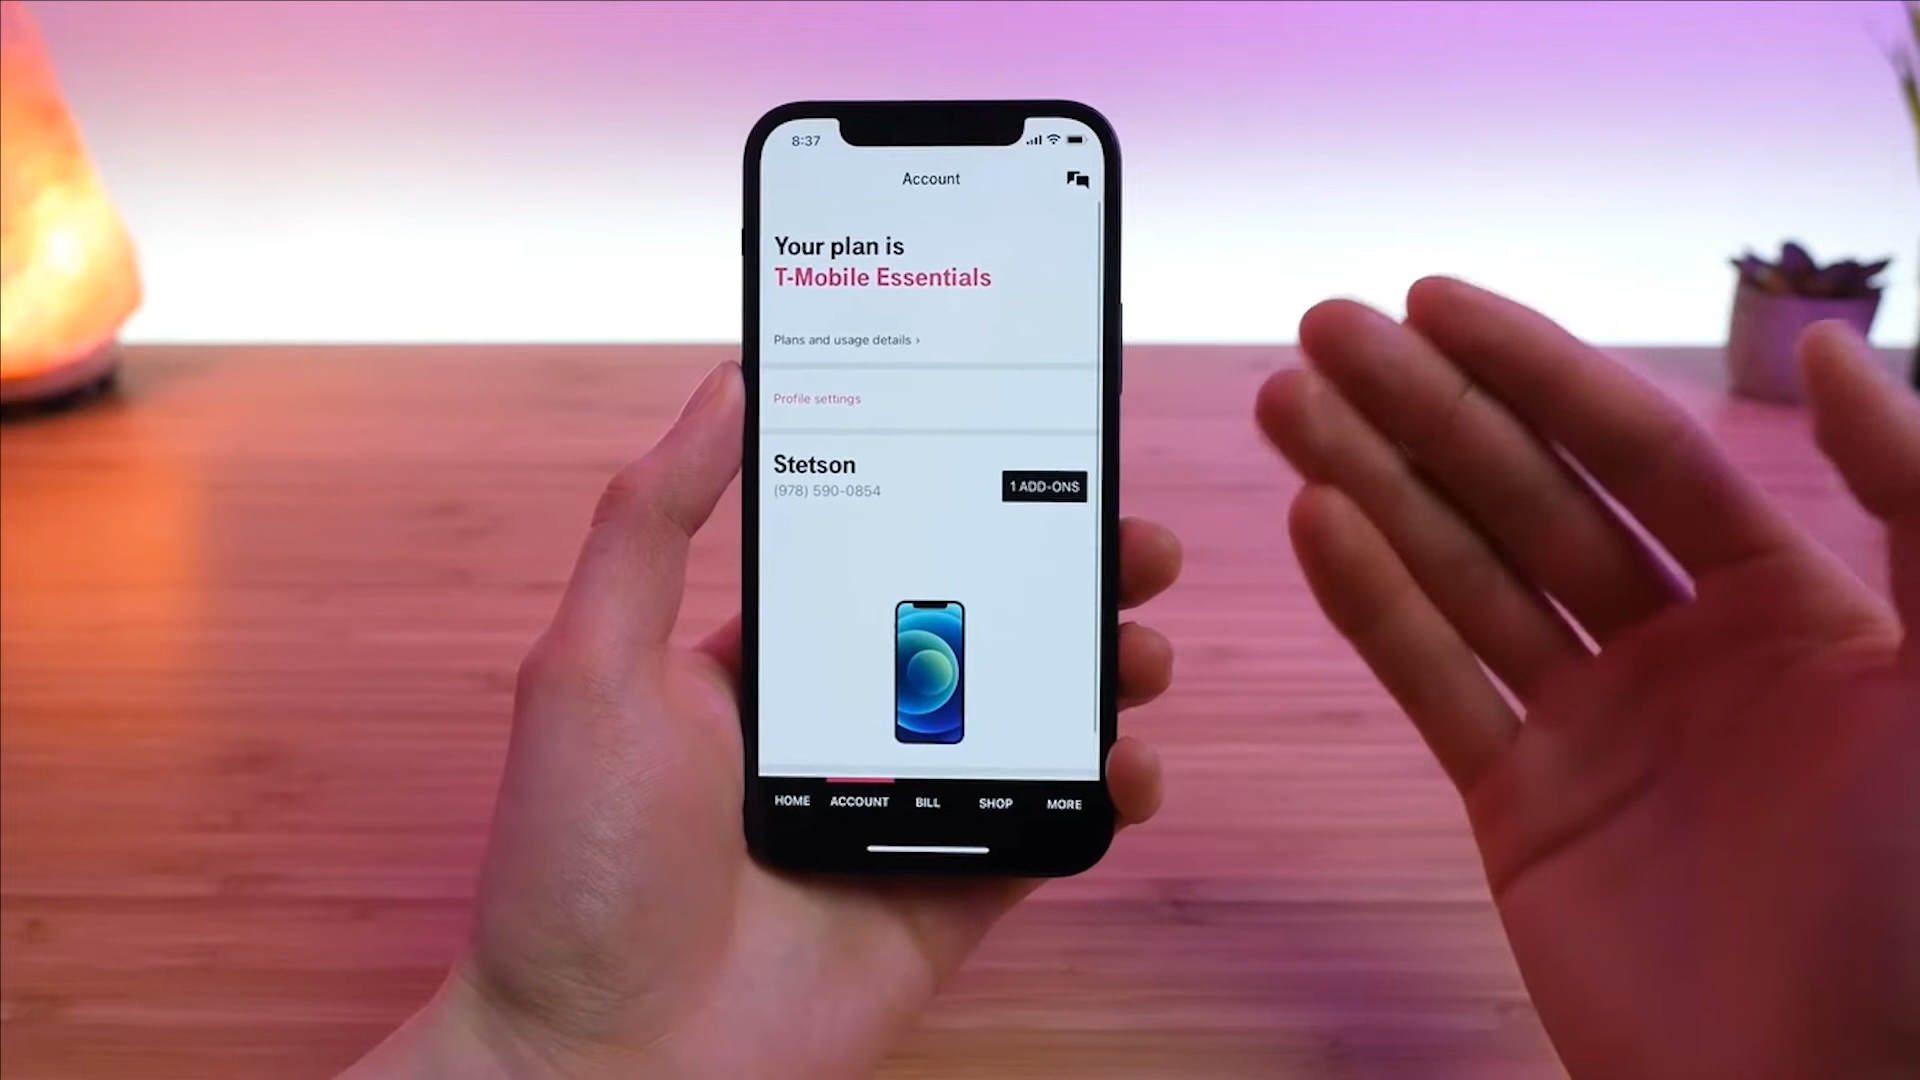 8:37
Account
Your plan is
T-Mobile Essentials
Plans and usage details ›
Profile settings
Stetson
(978) 590-0854
1 ADD-ONS
HOME ACCOUNT BILL SHOP MORE